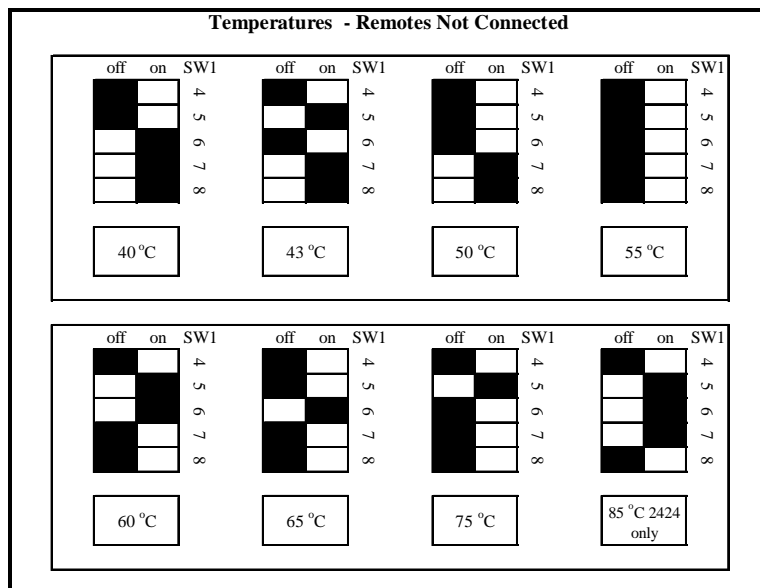 Temperatures - Remotes Not Connected
off on SW1 off on SW1 off on SW1 off on SW1
4 4 4 4
5 5 5 5
6 6 6 6
7 7 7 7
8 8 8 8
40 °C 43 °C 50 °C 55 °C
off on SW1 off on SW1 off on SW1 off on SW1
4 4 4 4
5 5 5 5
6 6 6 6
7 7 7 7
8 8 8 8
60 °C 65 °C 75 °C 85 °C 2424
only